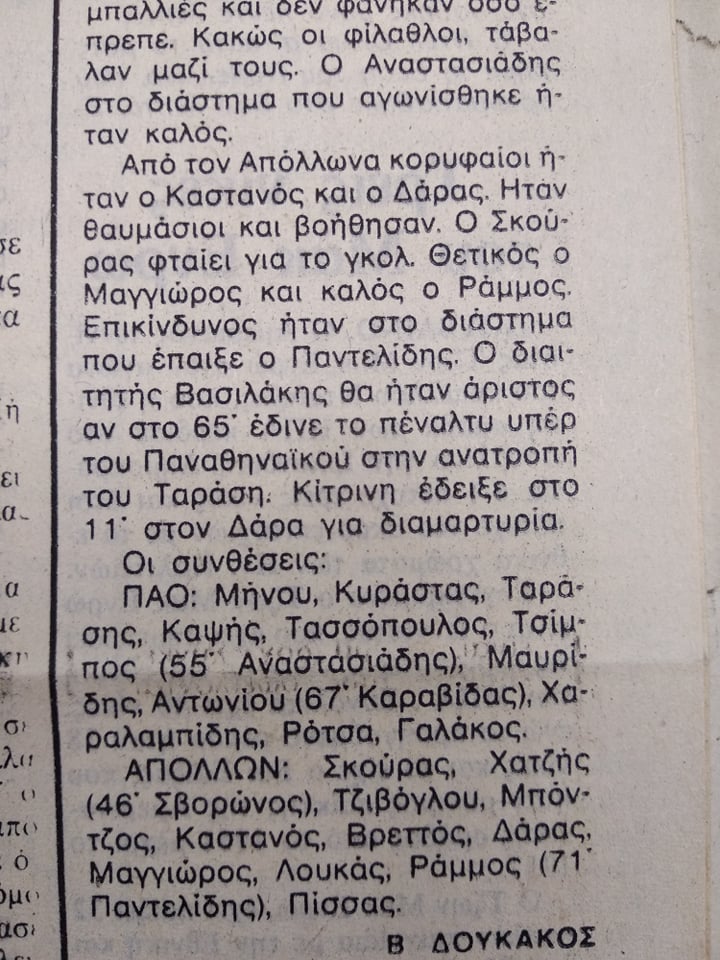 μπαλλιές και δεν φάνηκαν όσο έ-
πρεπε. Κακώς οι φίλαθλοι, τάβα-
λαν μαζί τους. Ο Αναστασιάδης
στο διάστημα που αγωνίσθηκε ή-
ταν καλός.
Από τον Απόλλωνα κορυφαίοι ή-
ταν ο Καστανός και ο Δάρας. Ηταν
θαυμάσιοι και βοήθησαν. Ο Σκού-
ρας φταίει για το γκολ. Θετικός ο
Μαγγιώρος και καλός ο Ράμμος.
Επικίνδυνος ήταν στο διάστημα
που έπαιξε ο Παντελίδης. Ο διαι-
τητής Βασιλάκης θα ήταν άριστος
αν στο 65΄ έδινε το πέναλτυ υπέρ
του Παναθηναϊκού στην ανατροπή
του Ταράση. Κίτρινη έδειξε στο
11΄ στον Δάρα για διαμαρτυρία.
Οι συνθέσεις:
ΠΑΟ: Μήνου, Κυράστας, Ταρά-
σης, Καψής, Τασσόπουλος, Τσίμ-
πος (55΄ Αναστασιάδης), Μαυρί-
δης, Αντωνίου (67΄ Καραβίδας), Χα-
ραλαμπίδης, Ρότσα, Γαλάκος.
ΑΠΟΛΛΩΝ: Σκούρας, Χατζής
(46΄ Σβορώνος), Τζιβόγλου, Μπόν-
τζος, Καστανός, Βρεττός, Δάρας,
Μαγγιώρος, Λουκάς, Ράμμος (71΄
Παντελίδης), Πίσσας.
Β ΔΟΥΚΑΚΟΣ